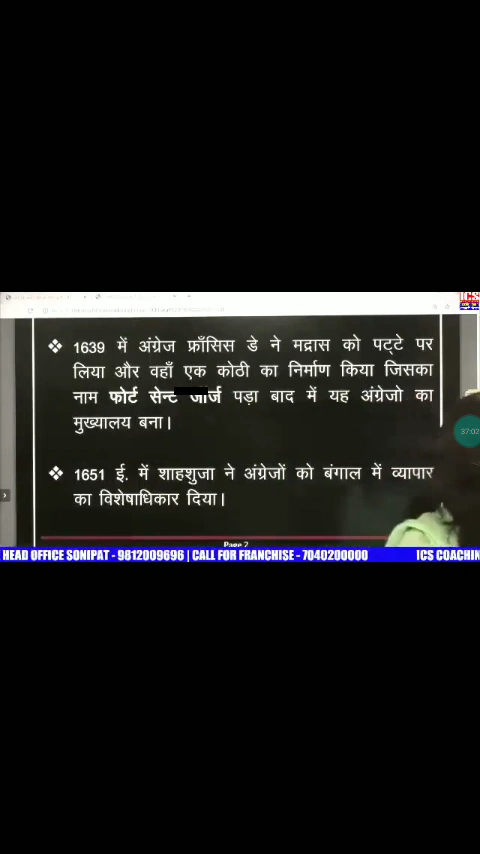 ICS
❖ 1639 में अंग्रेज फ्राँसिस डे ने मद्रास को पट्टे पर
लिया और वहाँ एक कोठी का निर्माण किया जिसका
नाम फोर्ट सेन्ट जॉर्ज पड़ा बाद में यह अंग्रेजो का
मुख्यालय बना।
37:02
❖ 1651 ई. में शाहशुजा ने अंग्रेजों को बंगाल में व्यापार
का विशेषाधिकार दिया।
Page 2
HEAD OFFICE SONIPAT - 9812009696 | CALL FOR FRANCHISE - 7040200000 ICS COACHIN